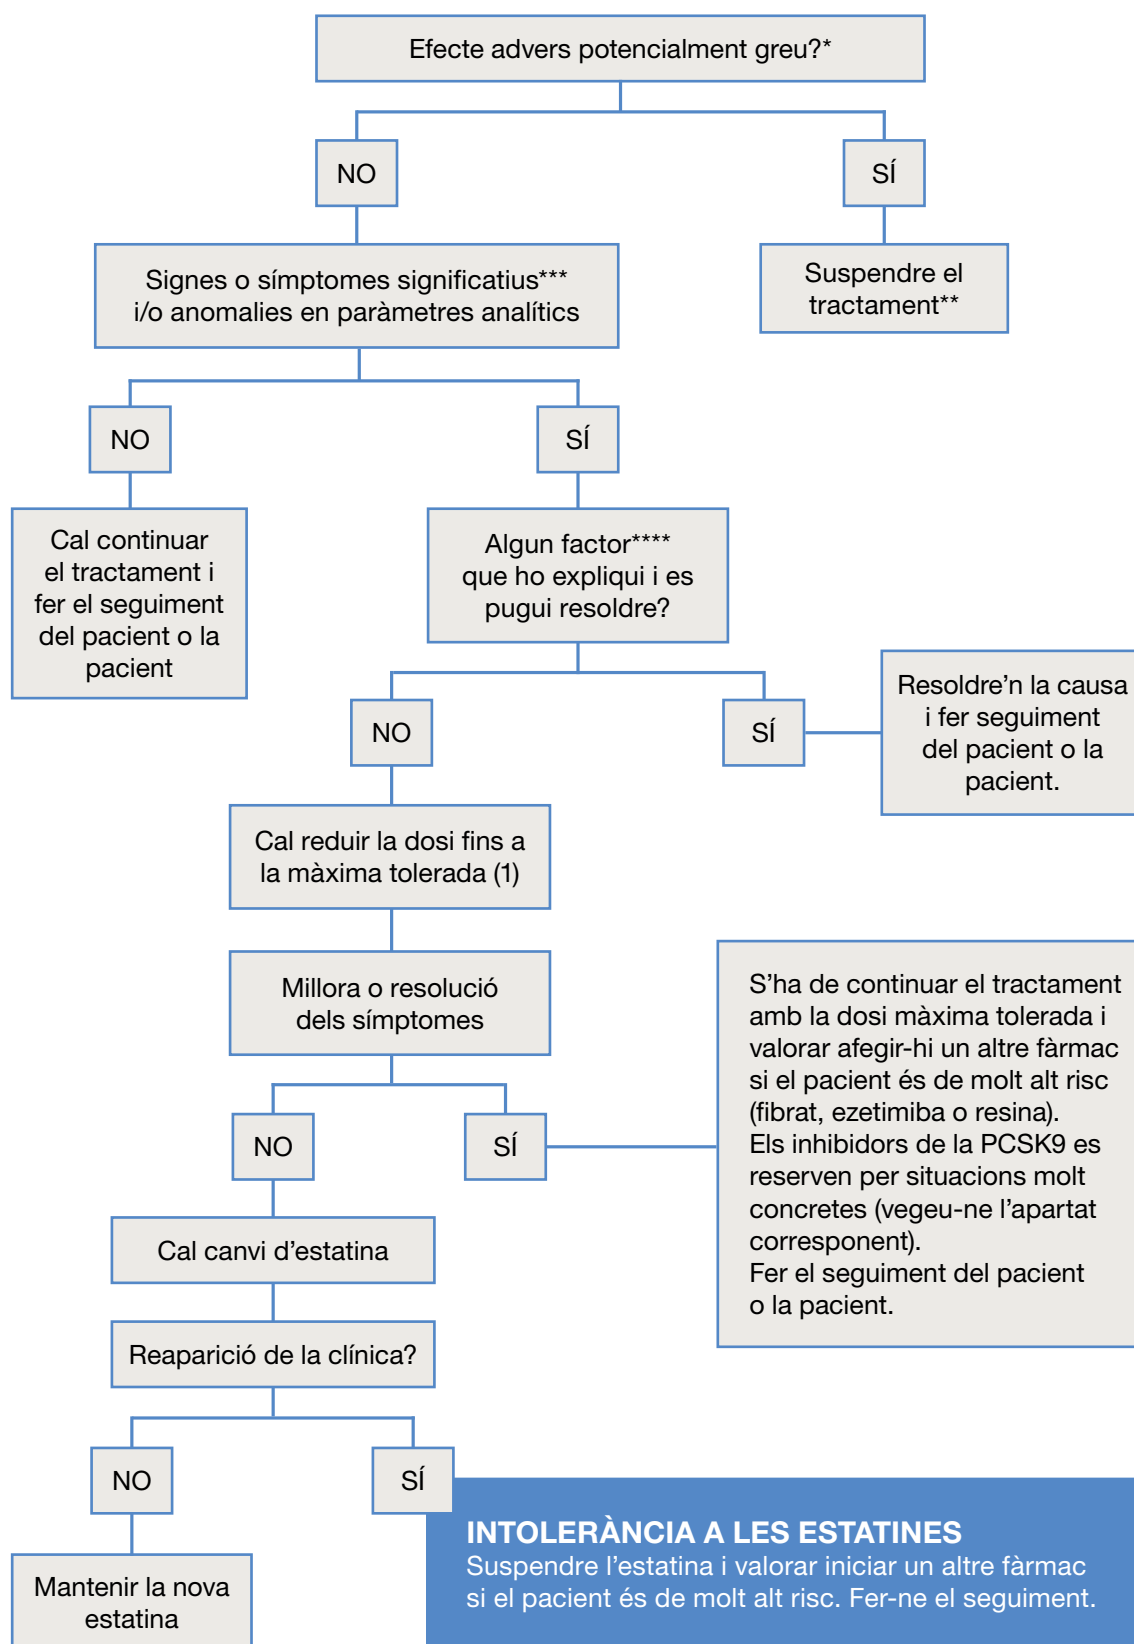 Efecte advers potencialment greu?*
NO
SÍ
Signes o símptomes significatius***
i/o anomalies en paràmetres analítics
Suspendre el
tractament**
NO
SÍ
Cal continuar
el tractament i
fer el seguiment
del pacient o la
pacient
Algun factor****
que ho expliqui i es
pugui resoldre?
NO
SÍ
Resoldre’n la causa
i fer seguiment
del pacient o la
pacient.
Cal reduir la dosi fins a
la màxima tolerada (1)
Millora o resolució
dels símptomes
NO
SÍ
S’ha de continuar el tractament
amb la dosi màxima tolerada i
valorar afegir-hi un altre fàrmac
si el pacient és de molt alt risc
(fibrat, ezetimiba o resina).
Els inhibidors de la PCSK9 es
reserven per situacions molt
concretes (vegeu-ne l’apartat
corresponent).
Fer el seguiment del pacient
o la pacient.
Cal canvi d’estatina
Reaparició de la clínica?
NO
SÍ
Mantenir la nova
estatina
INTOLERÀNCIA A LES ESTATINES
Suspendre l’estatina i valorar iniciar un altre fàrmac
si el pacient és de molt alt risc. Fer-ne el seguiment.